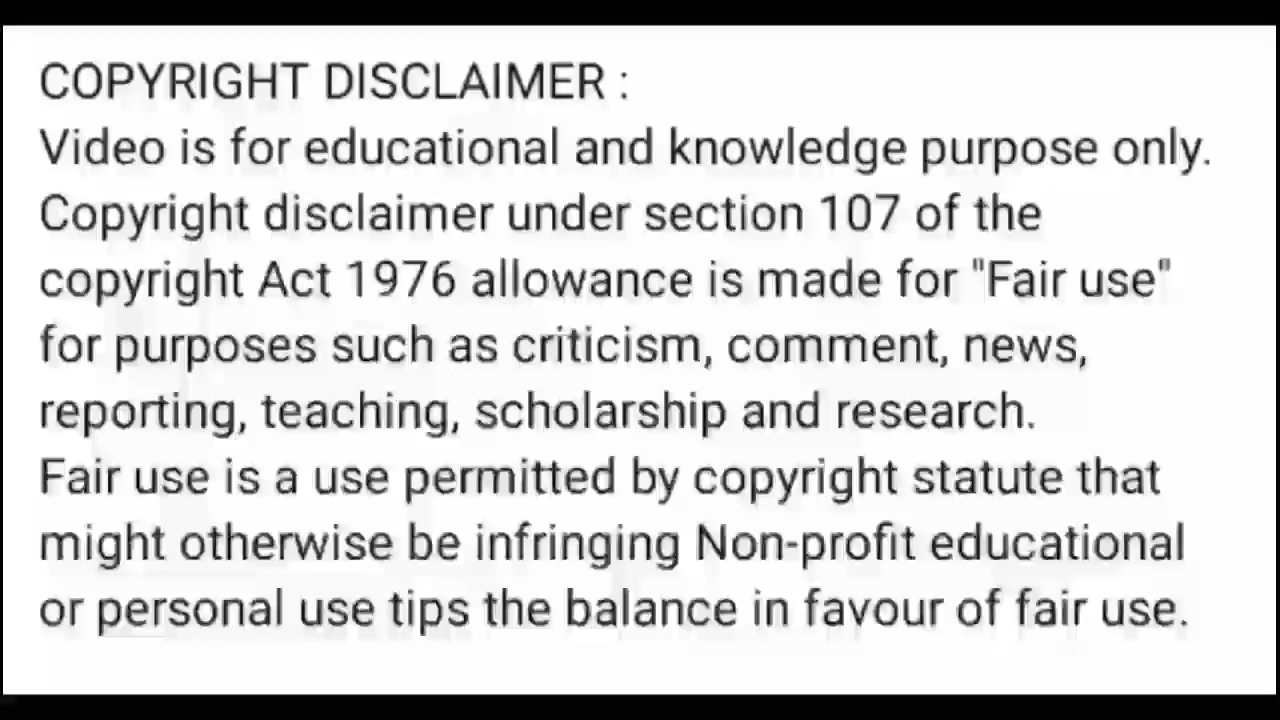 COPYRIGHT DISCLAIMER :
Video is for educational and knowledge purpose only.
Copyright disclaimer under section 107 of the
copyright Act 1976 allowance is made for "Fair use"
for purposes such as criticism, comment, news,
reporting, teaching, scholarship and research.
Fair use is a use permitted by copyright statute that
might otherwise be infringing Non-profit educational
or personal use tips the balance in favour of fair use.